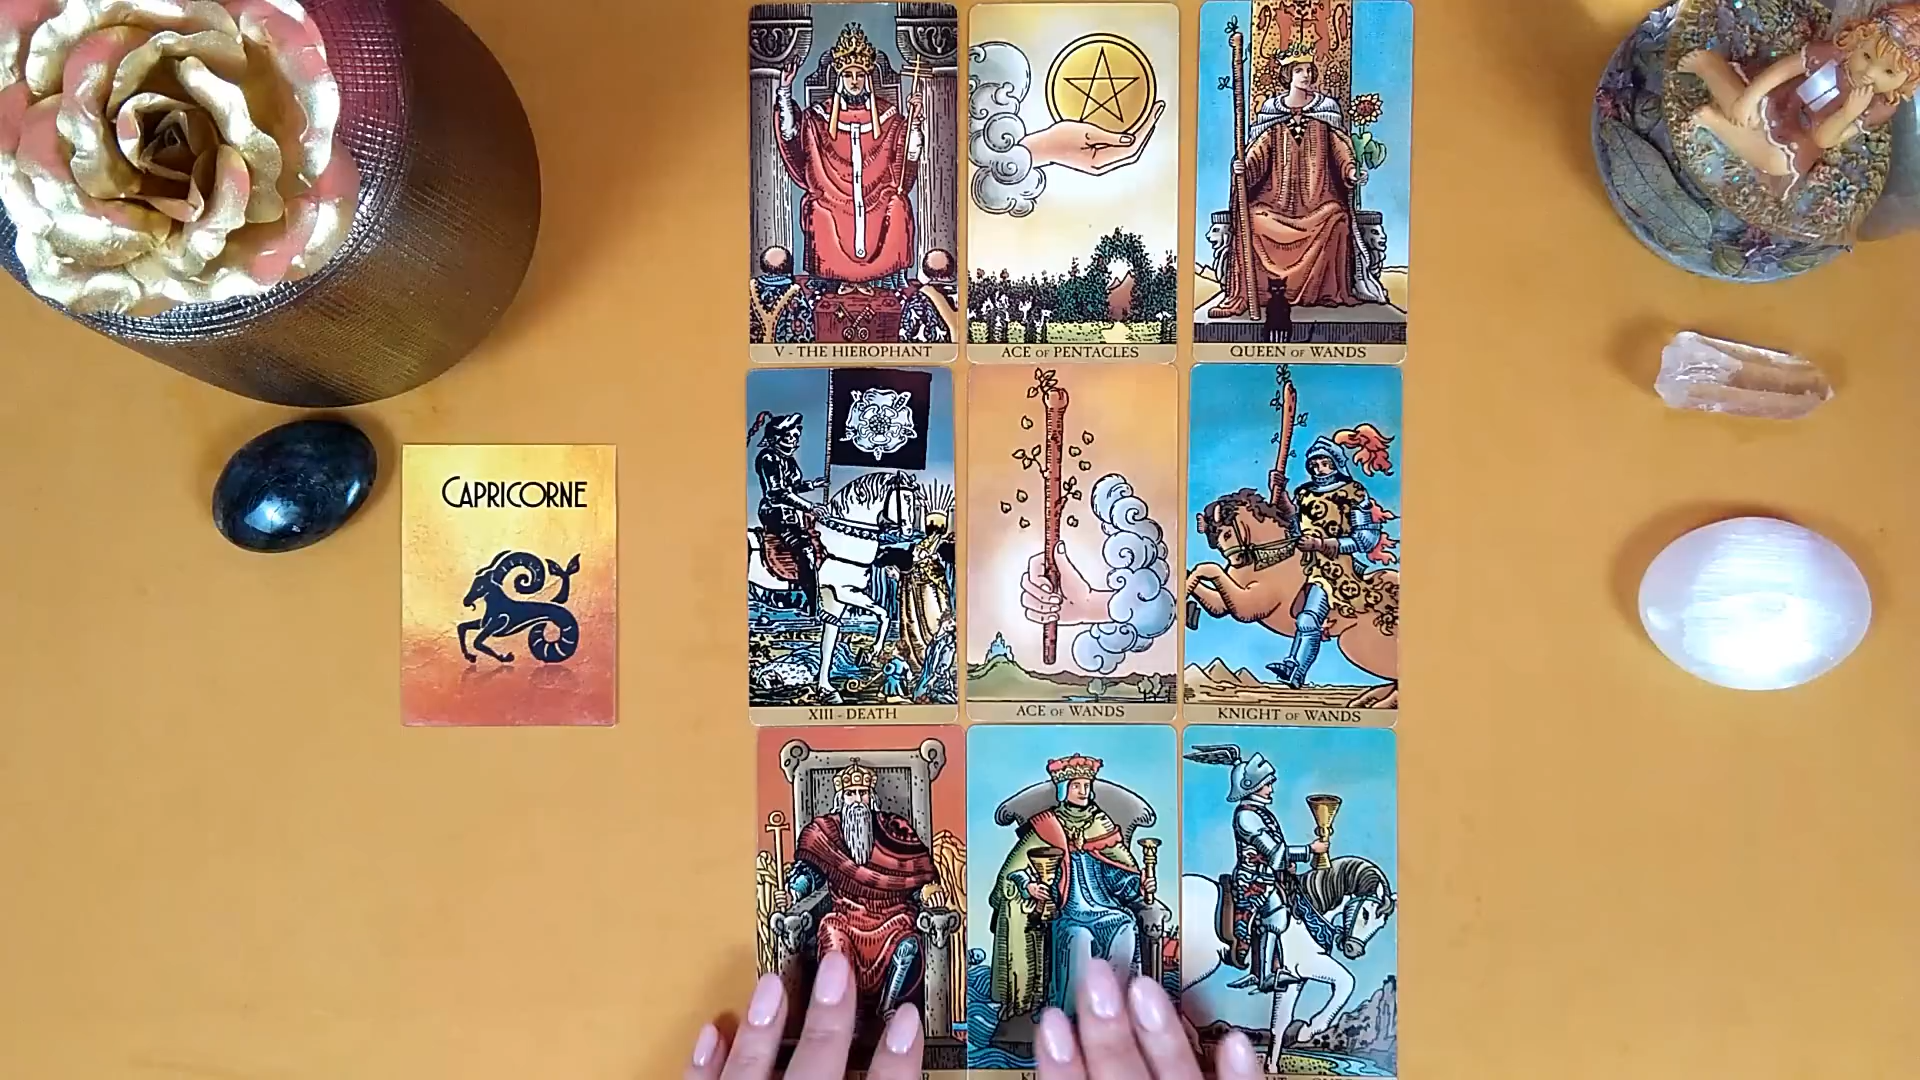 V - THE HIEROPHANT
ACE OF PENTACLES
QUEEN OF WANDS
CAPRICORNE
XIII - DEATH
ACE OF WANDS
KNIGHT OF WANDS